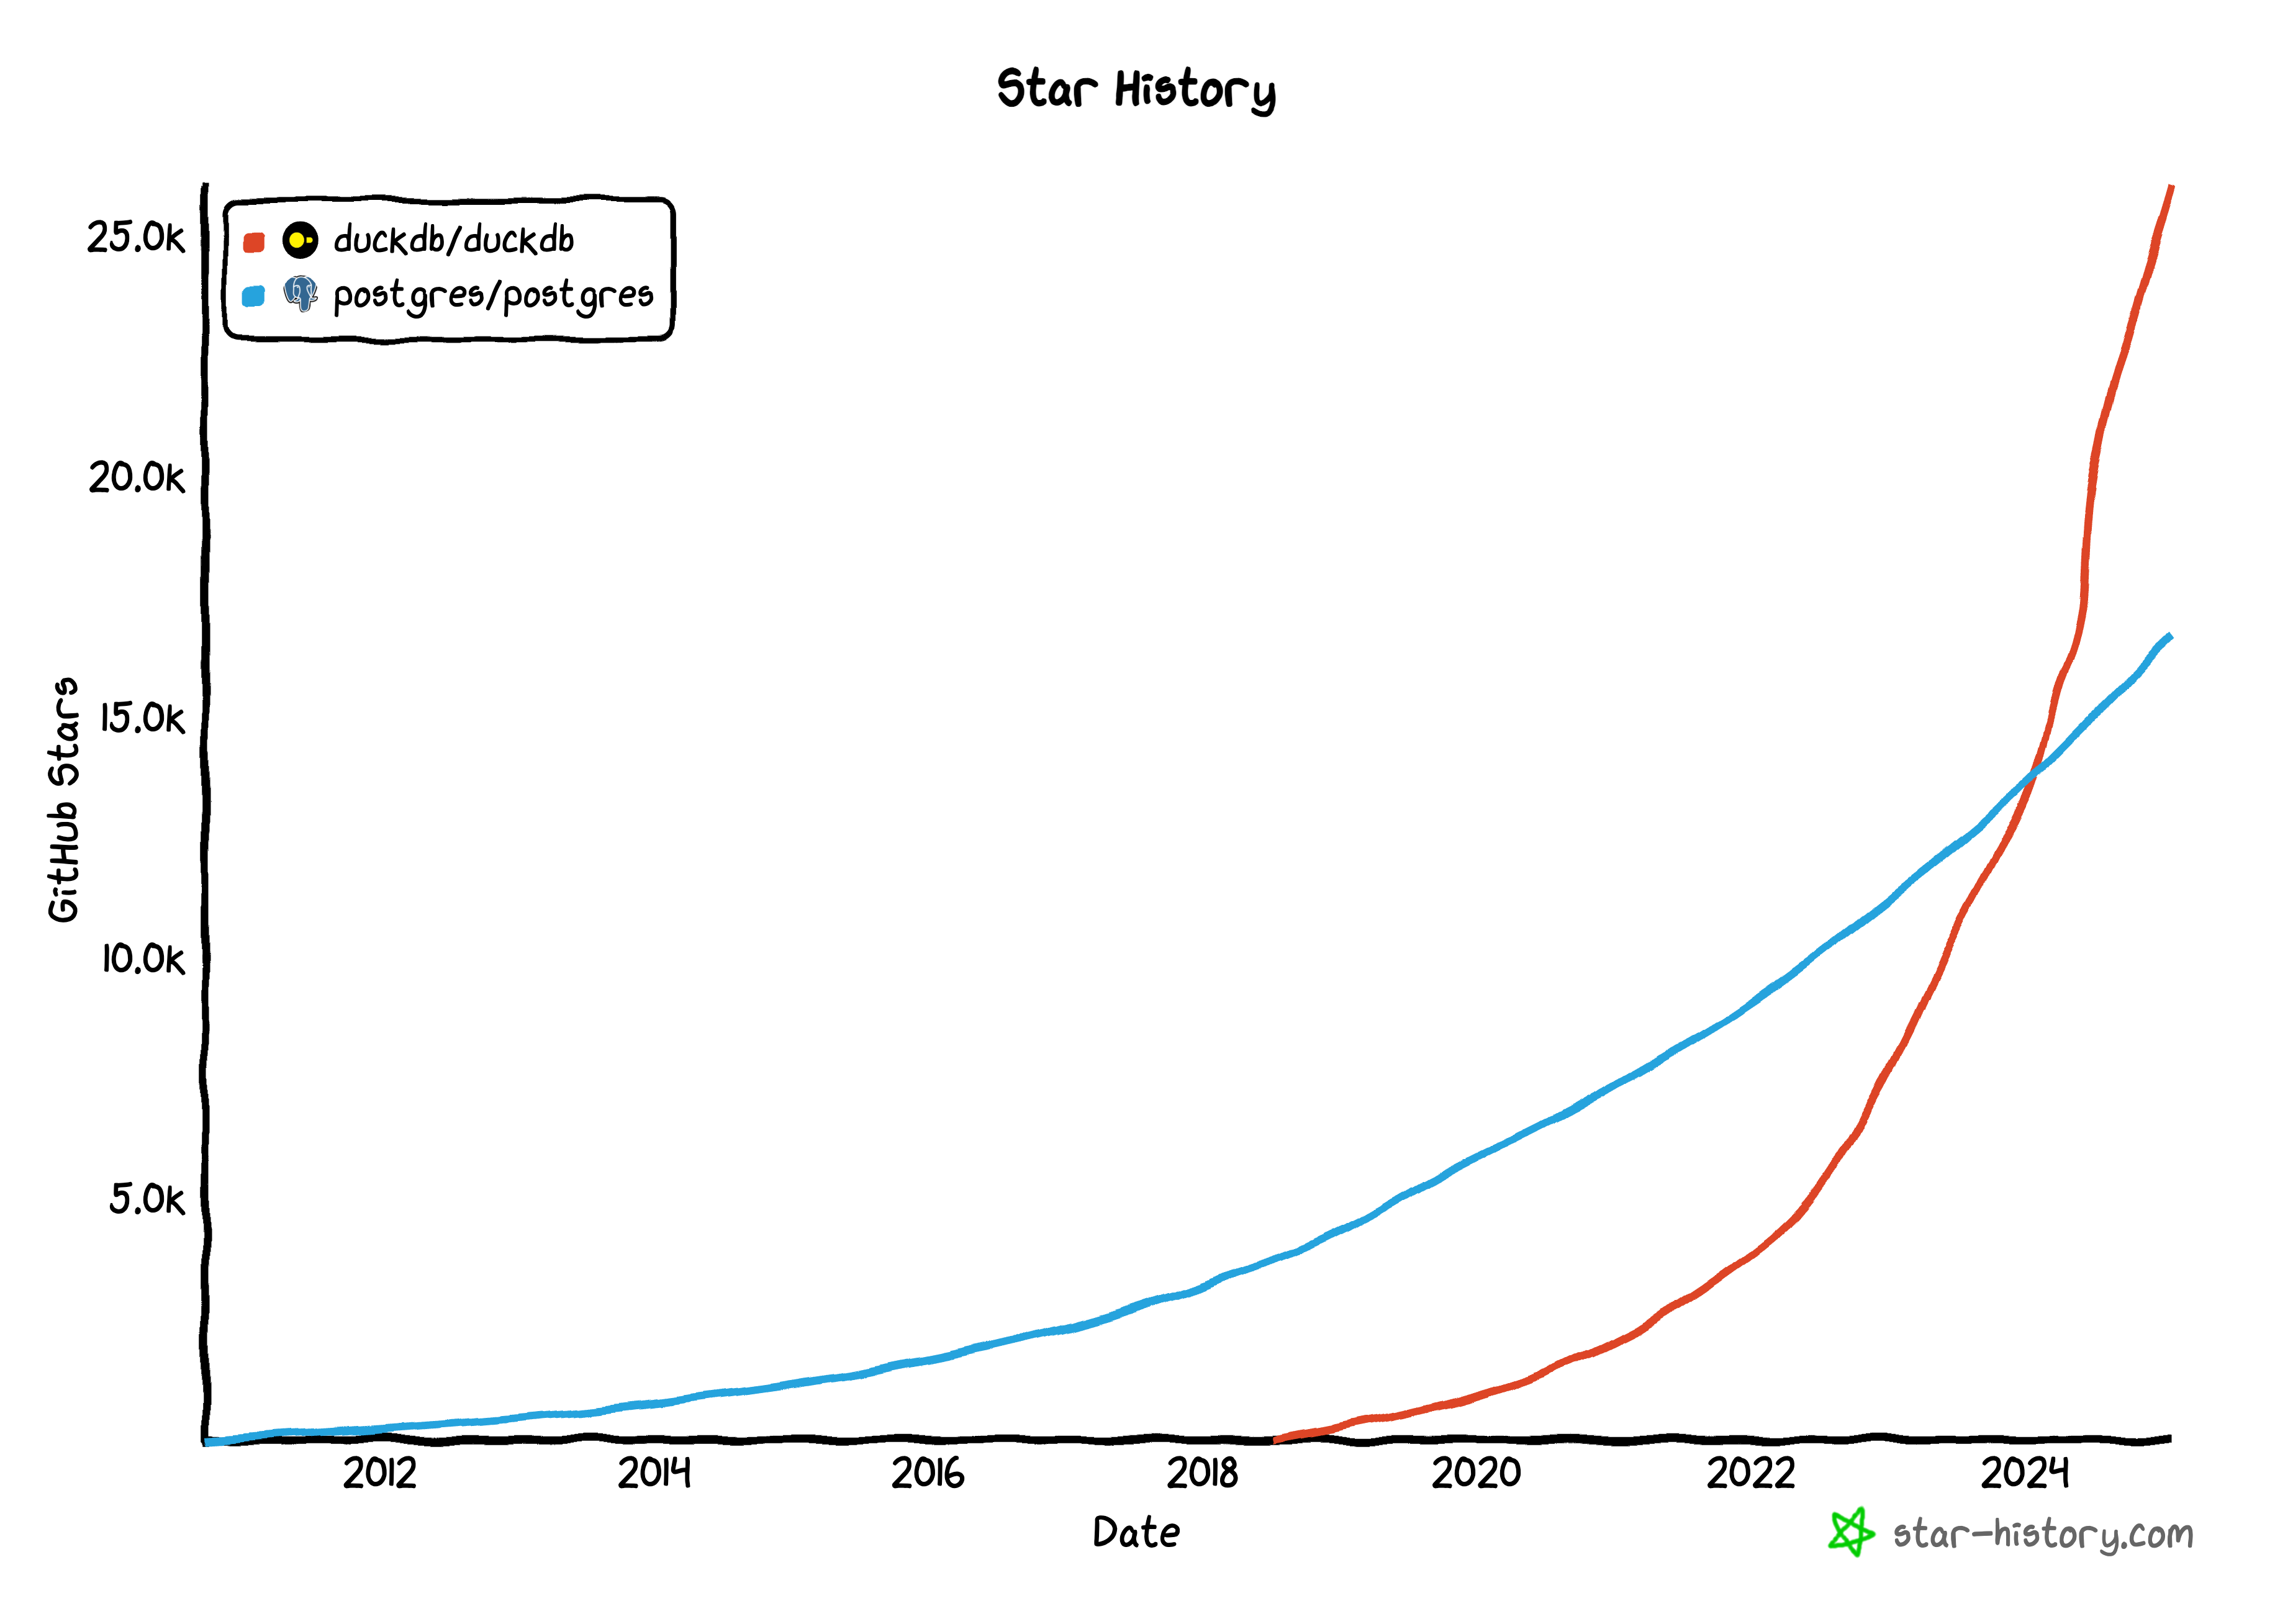 Star History
duckdb/duckdb
postgres/postgres
25.0K
20.0K
15.0K
10.0K
5.0K
GitHub Stars
2012 2014 2016 2018 2020 2022 2024
Date
star-history.com